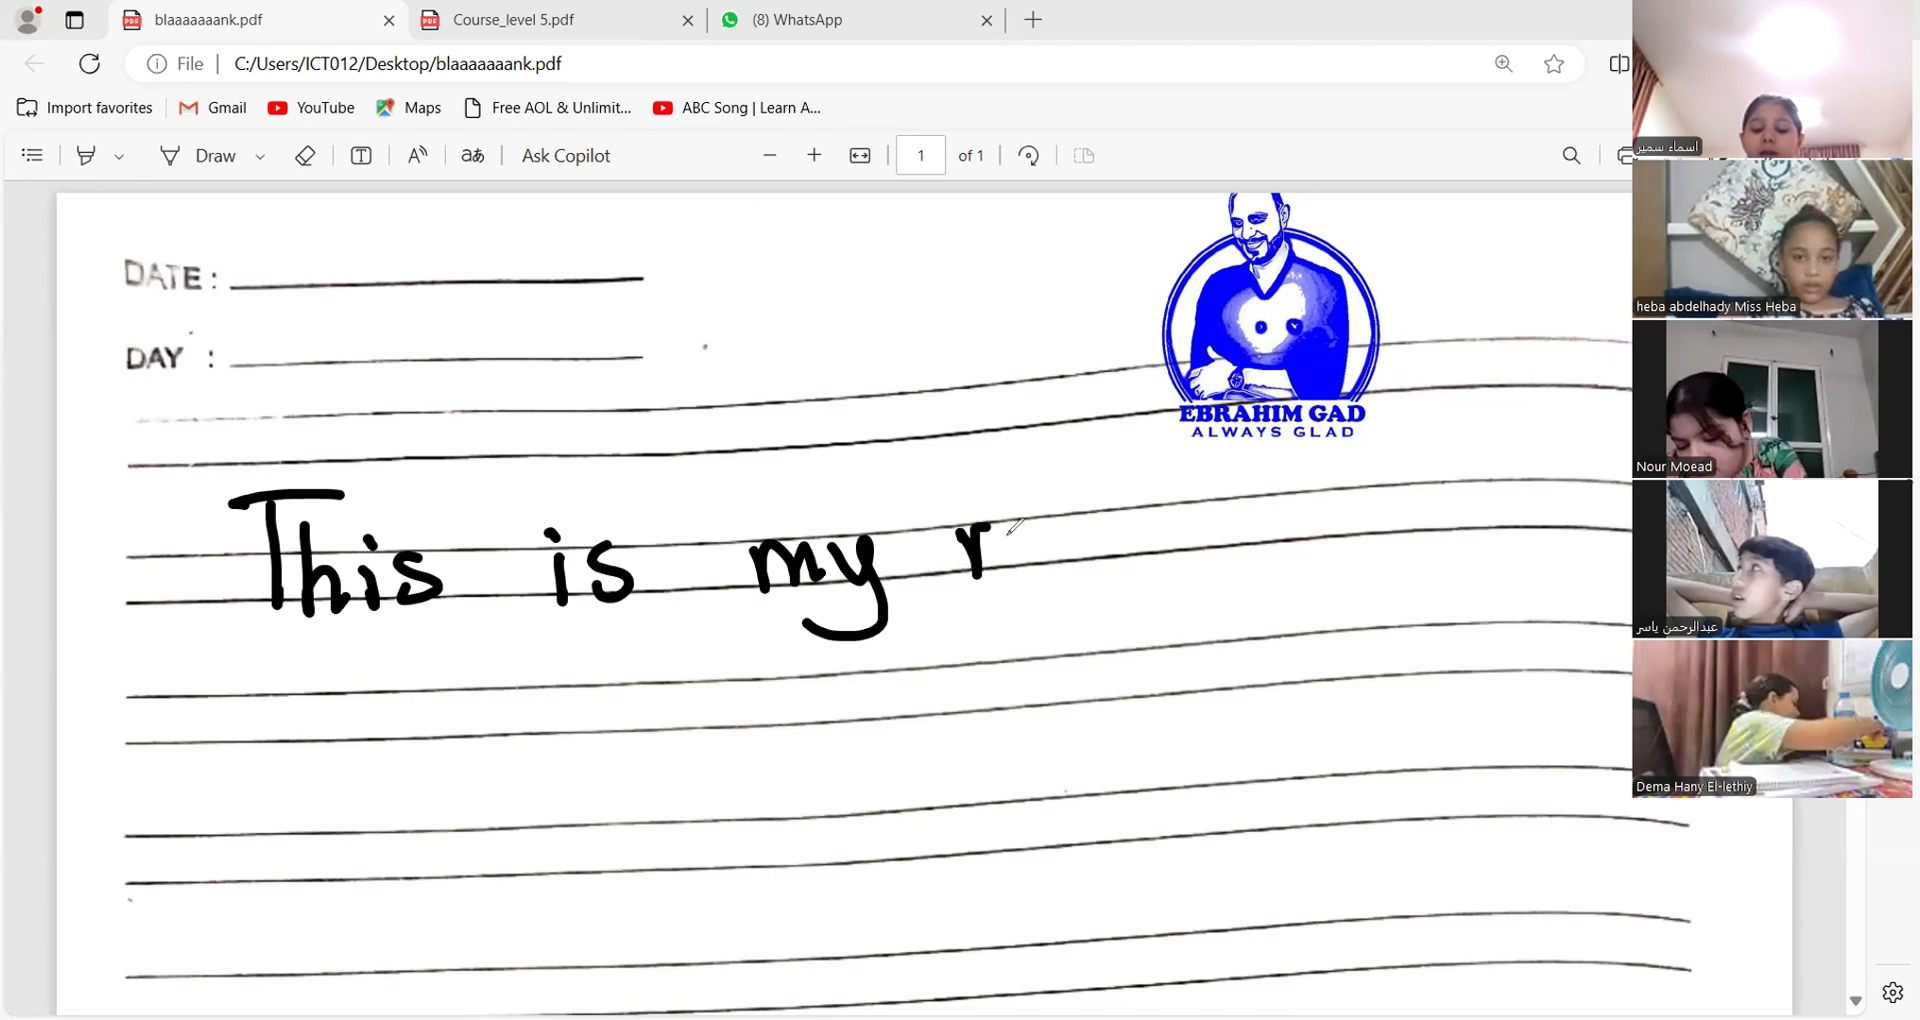 blaaaaaaank.pdf
Course_level 5.pdf
(8) WhatsApp
File
C:/Users/ICT012/Desktop/blaaaaaaank.pdf
Import favorites
Gmail
YouTube
Maps
Free AOL & Unlimit...
ABC Song | Learn A...
Draw
Ask Copilot
1
of 1
DATE :
DAY :
EBRAHIM GAD
ALWAYS GLAD
This is my r
اسماء سمير
heba abdelhady Miss Heba
Nour Moead
عبدالرحمن ياسر
Dema Hany El-lethiy